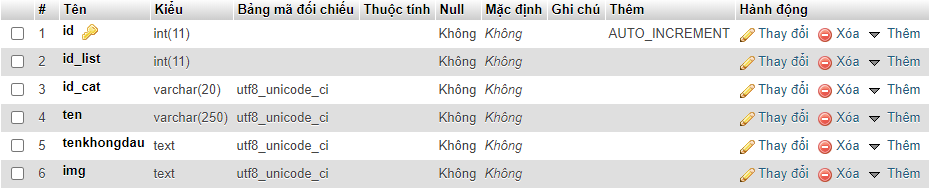 # Tên Kiểu Bảng mã đối chiếu Thuộc tính Null Mặc định Ghi chú Thêm Hành động
1 id int(11) Không Không AUTO_INCREMENT Thay đổi Xóa Thêm
2 id_list int(11) Không Không Thay đổi Xóa Thêm
3 id_cat varchar(20) utf8_unicode_ci Không Không Thay đổi Xóa Thêm
4 ten varchar(250) utf8_unicode_ci Không Không Thay đổi Xóa Thêm
5 tenkhongdau text utf8_unicode_ci Không Không Thay đổi Xóa Thêm
6 img text utf8_unicode_ci Không Không Thay đổi Xóa Thêm